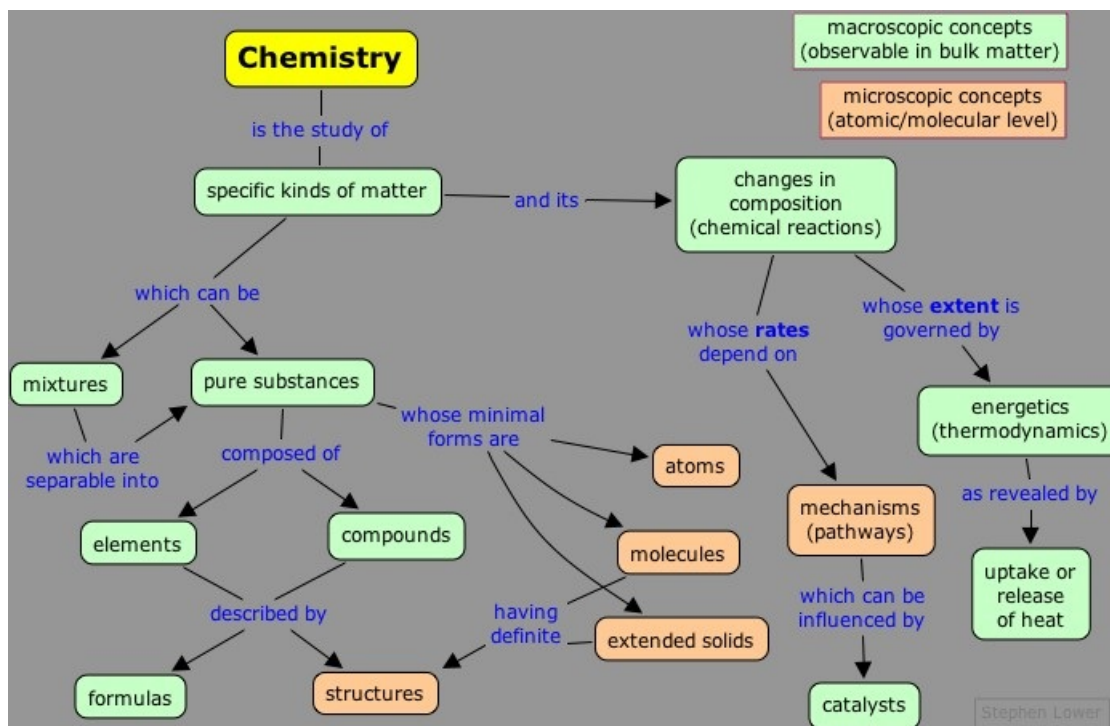 Chemistry
macroscopic concepts
(observable in bulk matter)
microscopic concepts
(atomic/molecular level)
is the study of
specific kinds of matter
and its
changes in
composition
(chemical reactions)
which can be
whose rates
depend on
whose extent is
governed by
mixtures
pure substances
whose minimal
forms are
energetics
(thermodynamics)
which are
separable into
composed of
atoms
as revealed by
elements
compounds
molecules
mechanisms
(pathways)
uptake or
release
of heat
described by
having
definite
extended solids
which can be
influenced by
formulas
structures
catalysts
Stephen Lower